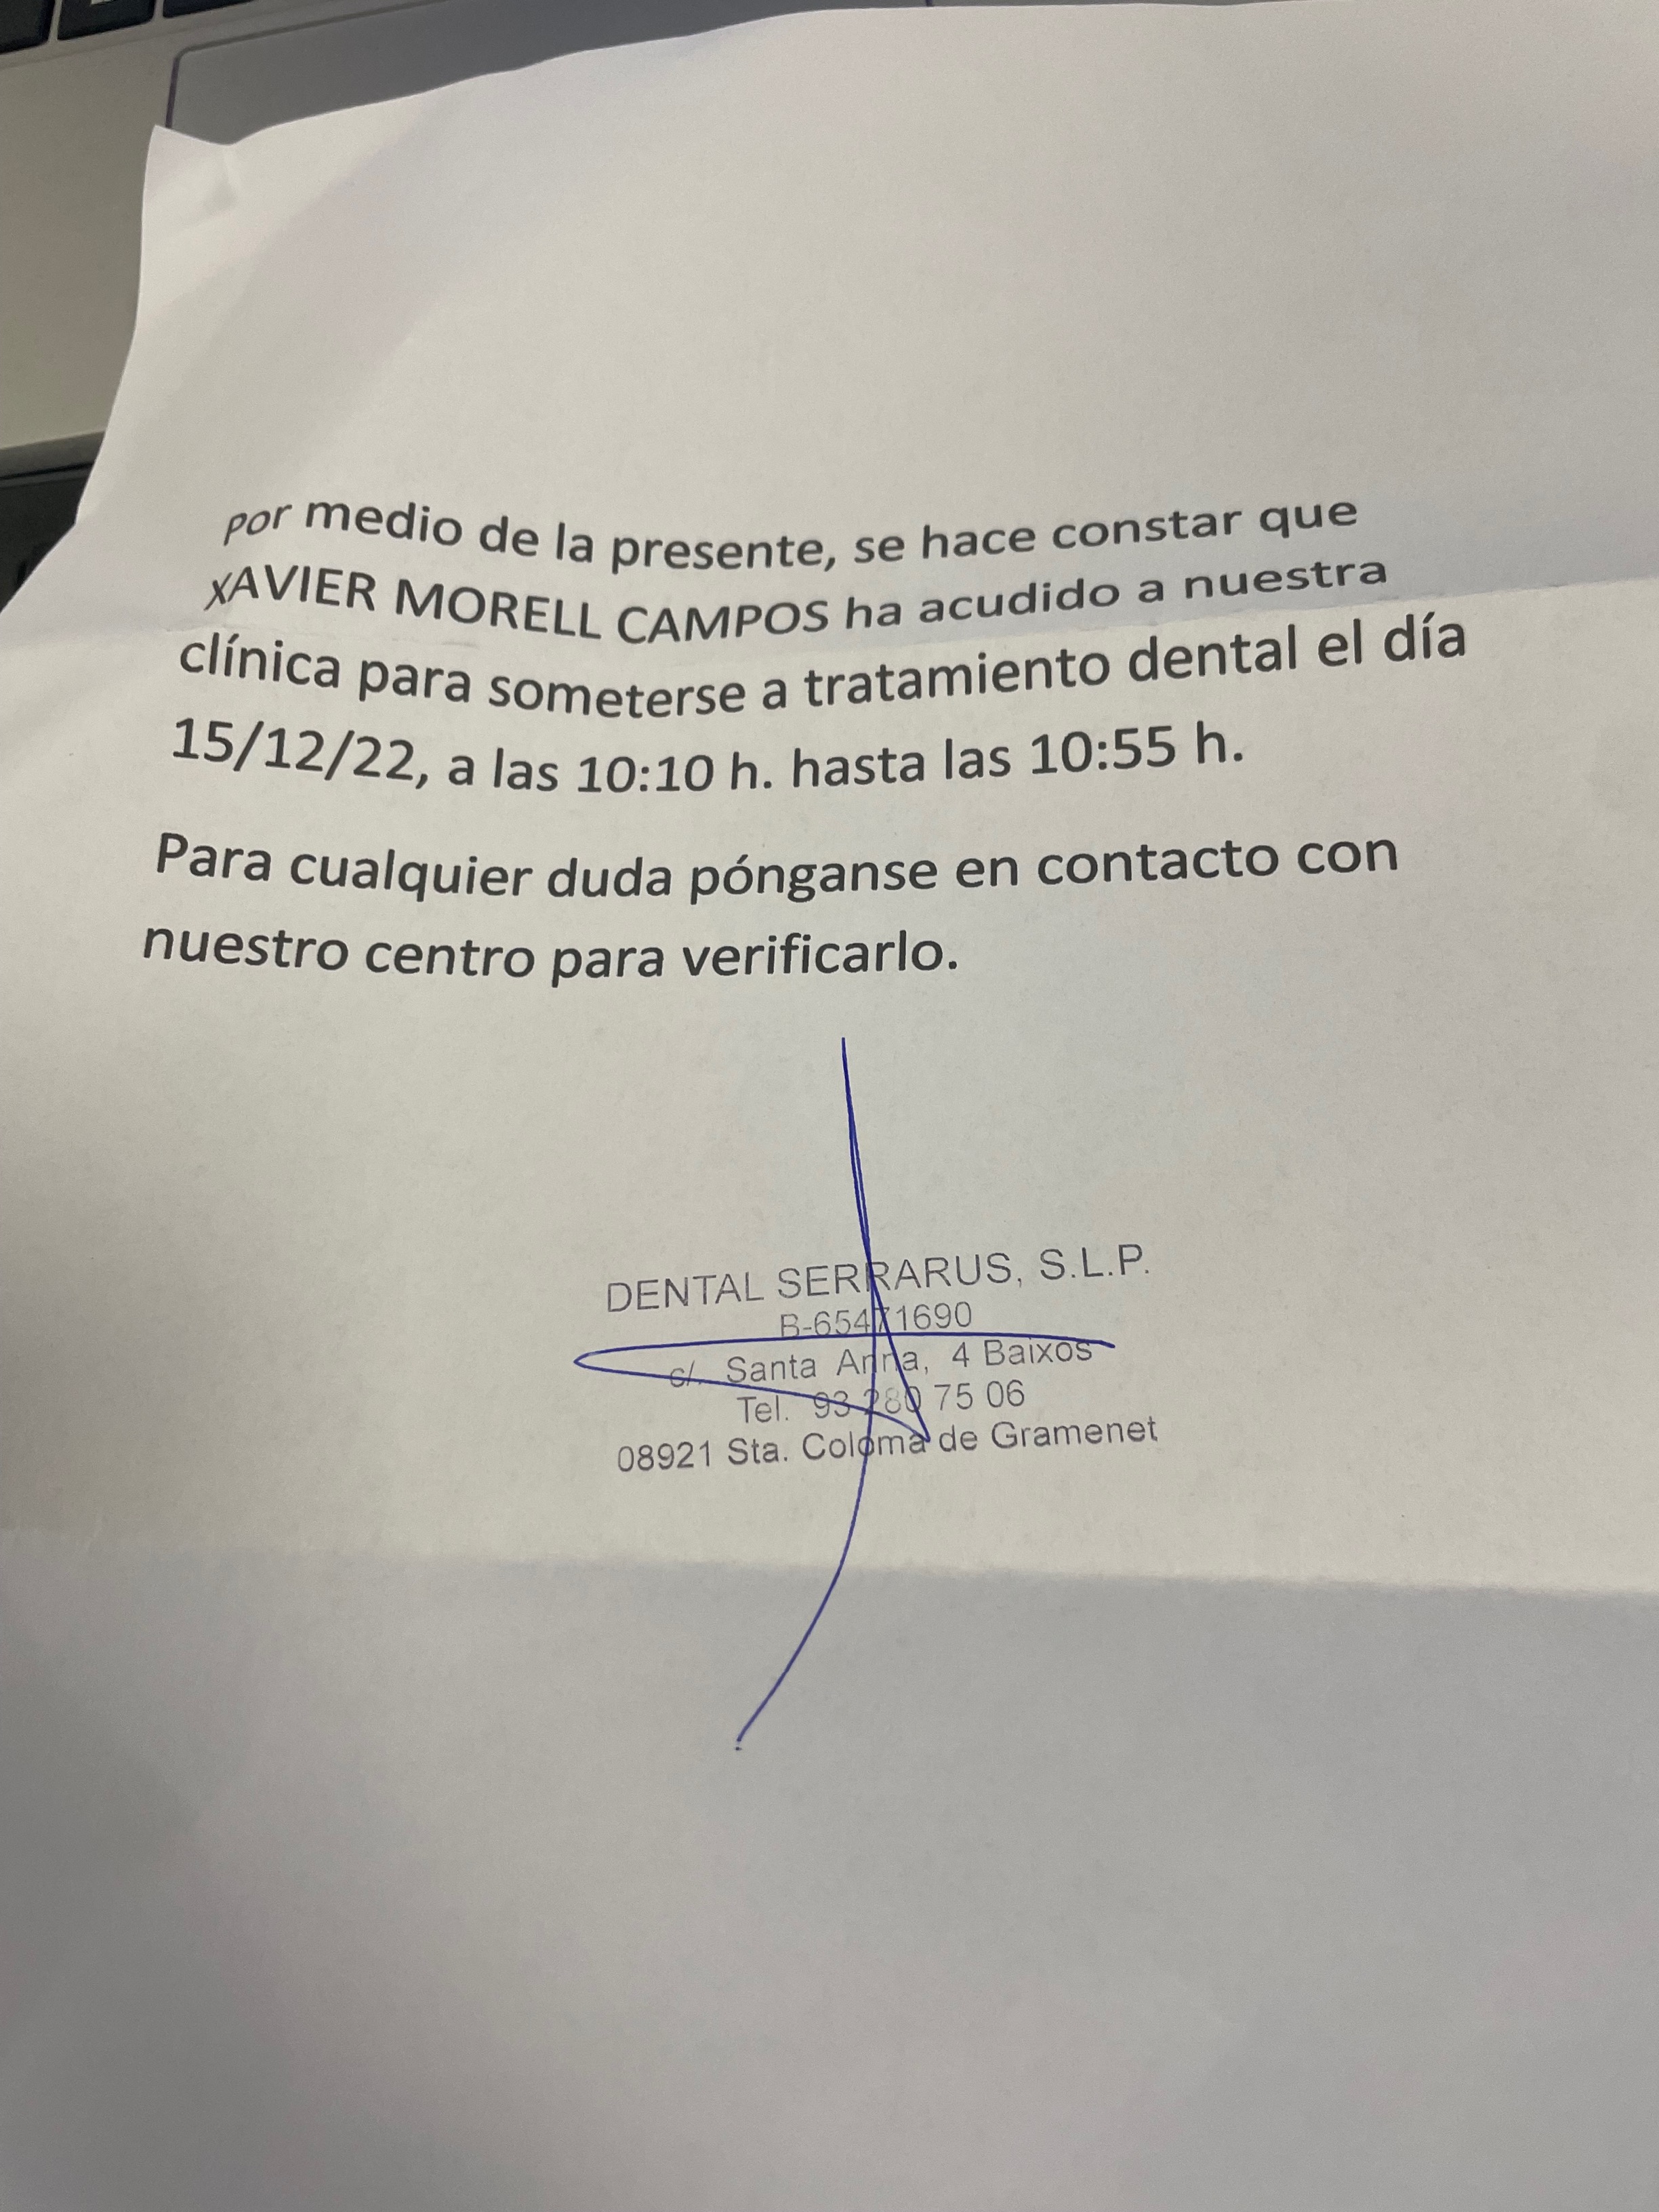 por medio de la presente, se hace constar que
XAVIER MORELL CAMPOS ha acudido a nuestra
clínica para someterse a tratamiento dental el día
15/12/22, a las 10:10 h. hasta las 10:55 h.
Para cualquier duda pónganse en contacto con
nuestro centro para verificarlo.
DENTAL SERRARUS, S.L.P.
B-65471690
c/. Santa Anna, 4 Baixos
Tel. 93 280 75 06
08921 Sta. Coloma de Gramenet